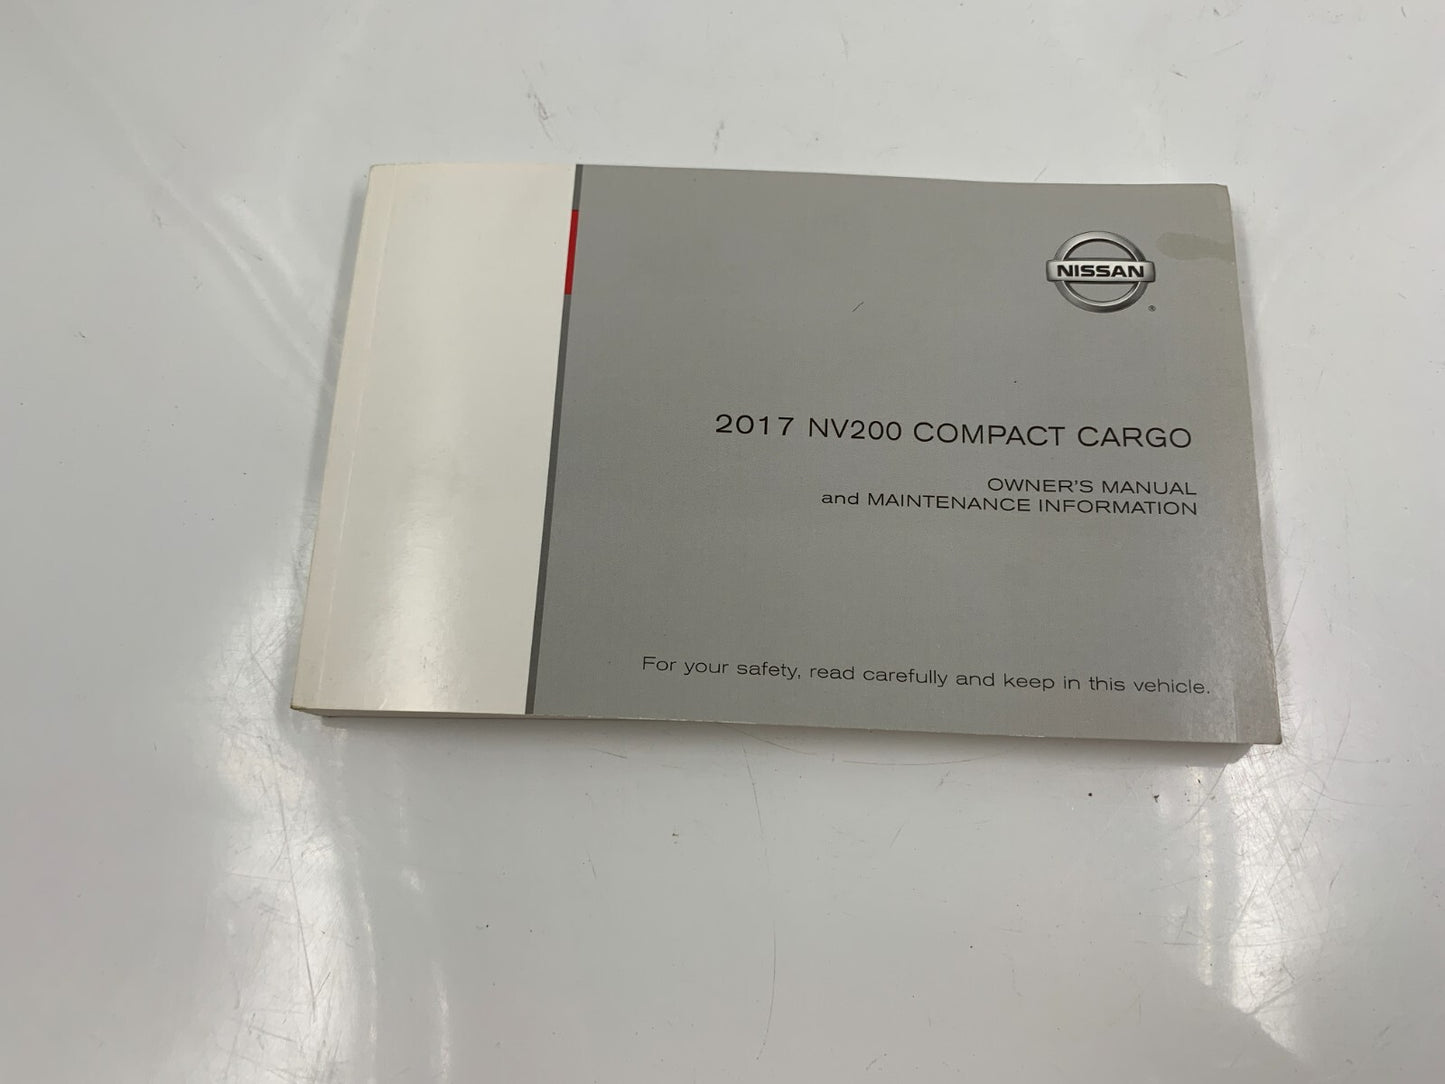 NISSAN
®
2017 NV200 COMPACT CARGO
OWNER'S MANUAL
and MAINTENANCE INFORMATION
For your safety, read carefully and keep in this vehicle.